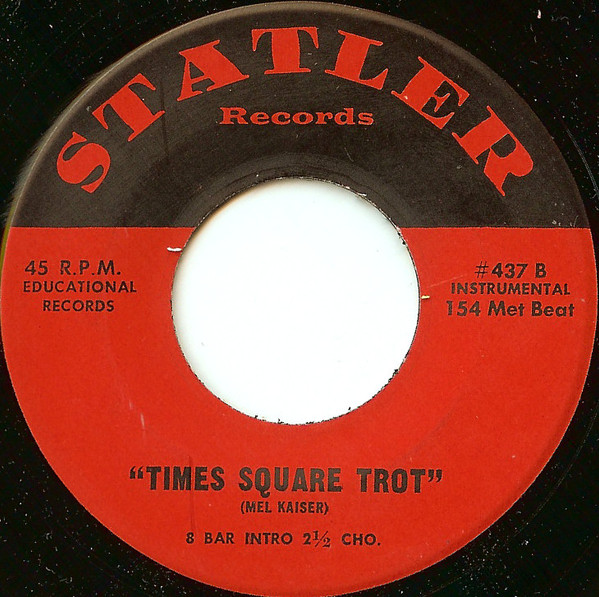 STATLER
Records
45 R.P.M.
EDUCATIONAL
RECORDS
#437 B
INSTRUMENTAL
154 Met Beat
"TIMES SQUARE TROT"
(MEL KAISER)
8 BAR INTRO 2½ CHO.